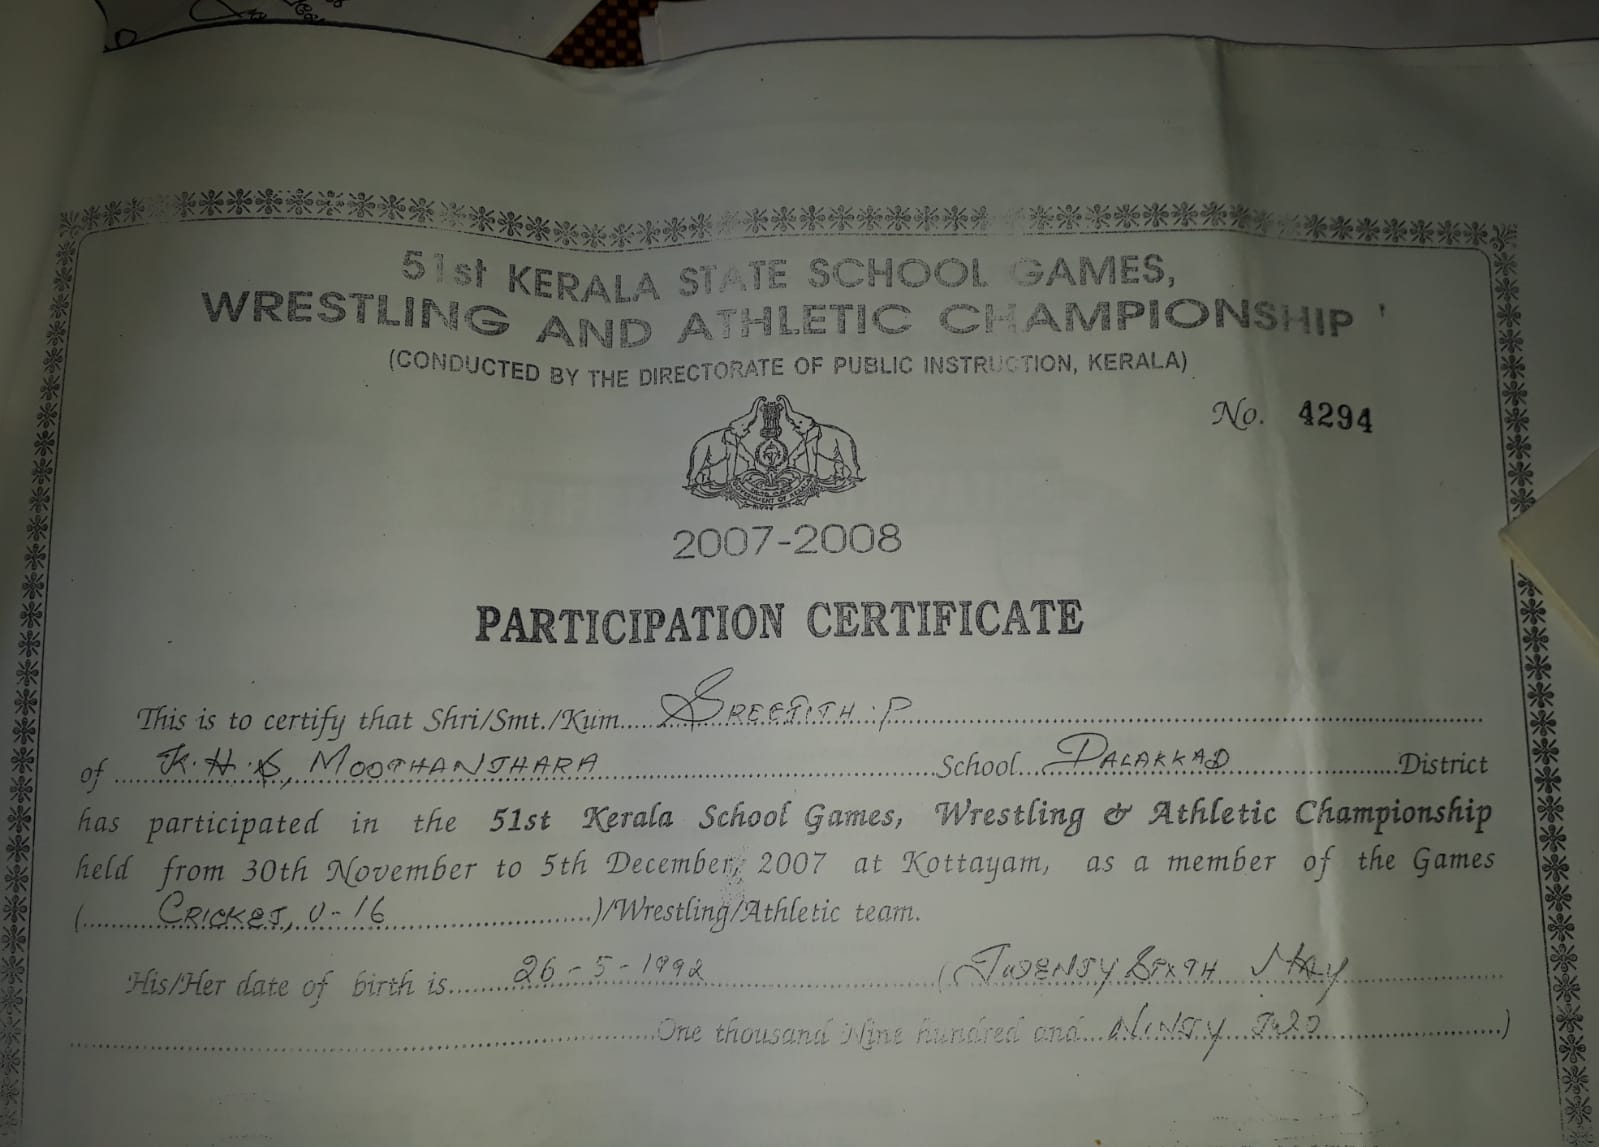 51st KERALA STATE SCHOOL GAMES,
WRESTLING AND ATHLETIC CHAMPIONSHIP
(CONDUCTED BY THE DIRECTORATE OF PUBLIC INSTRUCTION, KERALA)
No. 4294
2007-2008
PARTICIPATION CERTIFICATE
This is to certify that Shri/Smt./Kum.....SREEJITH.P
of.....K.H.S, MOOTHANTHARA.....School...PALAKKAD.....District
has participated in the 51st Kerala School Games, Wrestling & Athletic Championship
held from 30th November to 5th December, 2007 at Kottayam, as a member of the Games
(.....CRICKET, U-16.....)/Wrestling/Athletic team.
His/Her date of birth is.....26-5-1992.....(TWENTY SIXTH MAY
.....One thousand Nine hundred and...NINTY TWO.....)